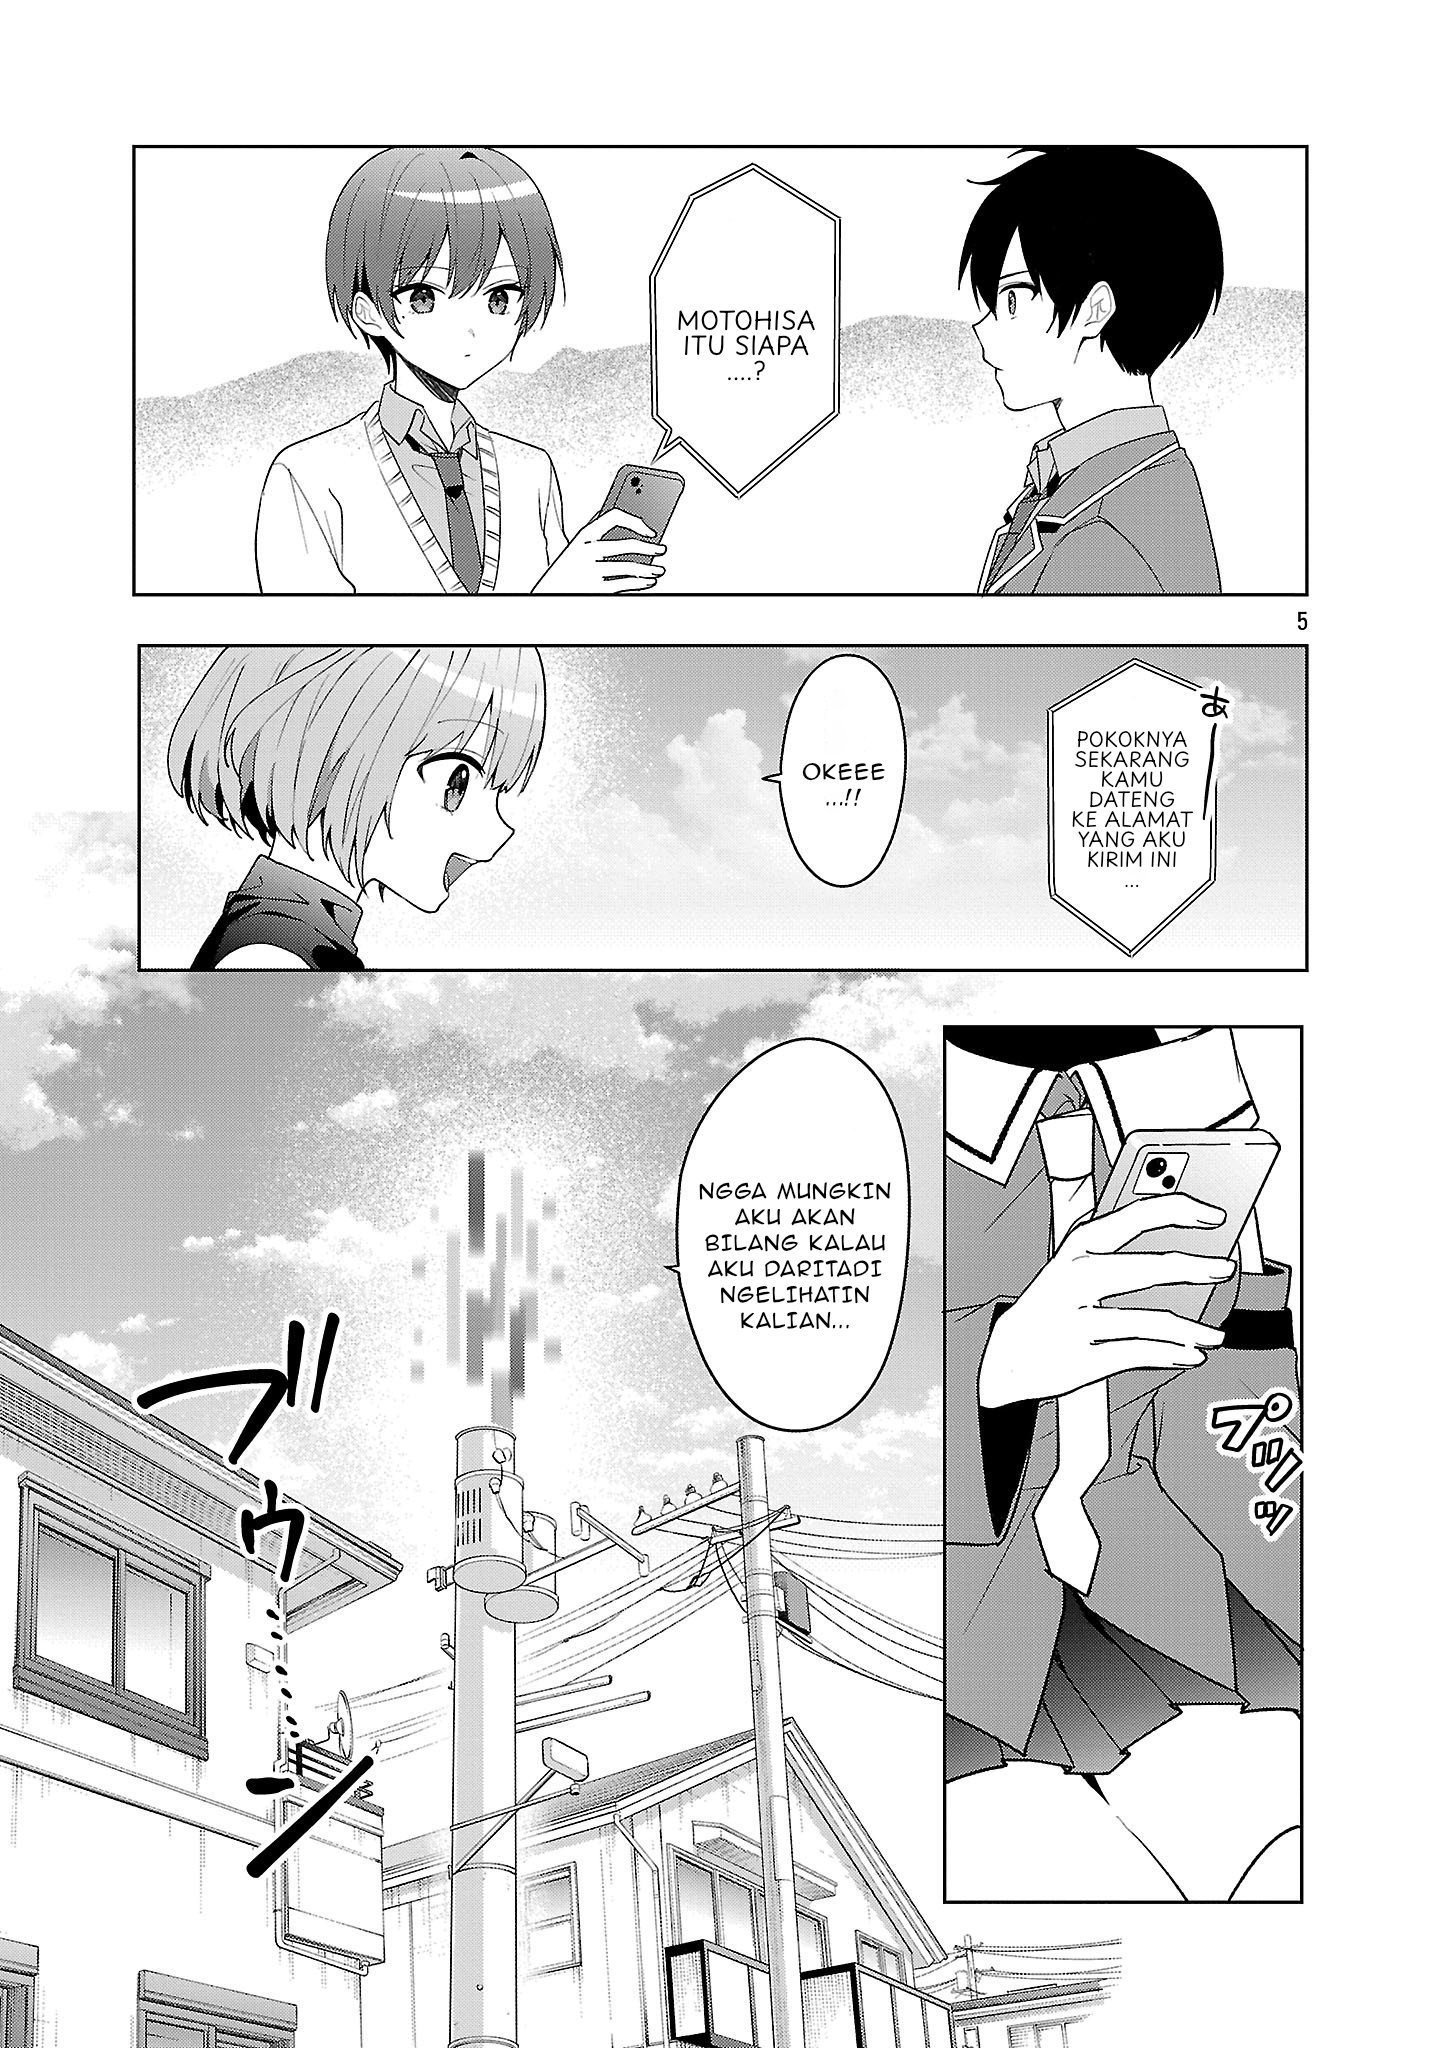 MOTOHISA
ITU SIAPA
....?
5
あ
POKOKNYA
SEKARANG
KAMU
DATENG
KE ALAMAT
YANG AKU
KIRIM INI
...
OKEEE
...!!
プツッ
NGGA MUNGKIN
AKU AKAN
BILANG KALAU
AKU DARITADI
NGELIHATIN
KALIAN...
ブゥ……ン